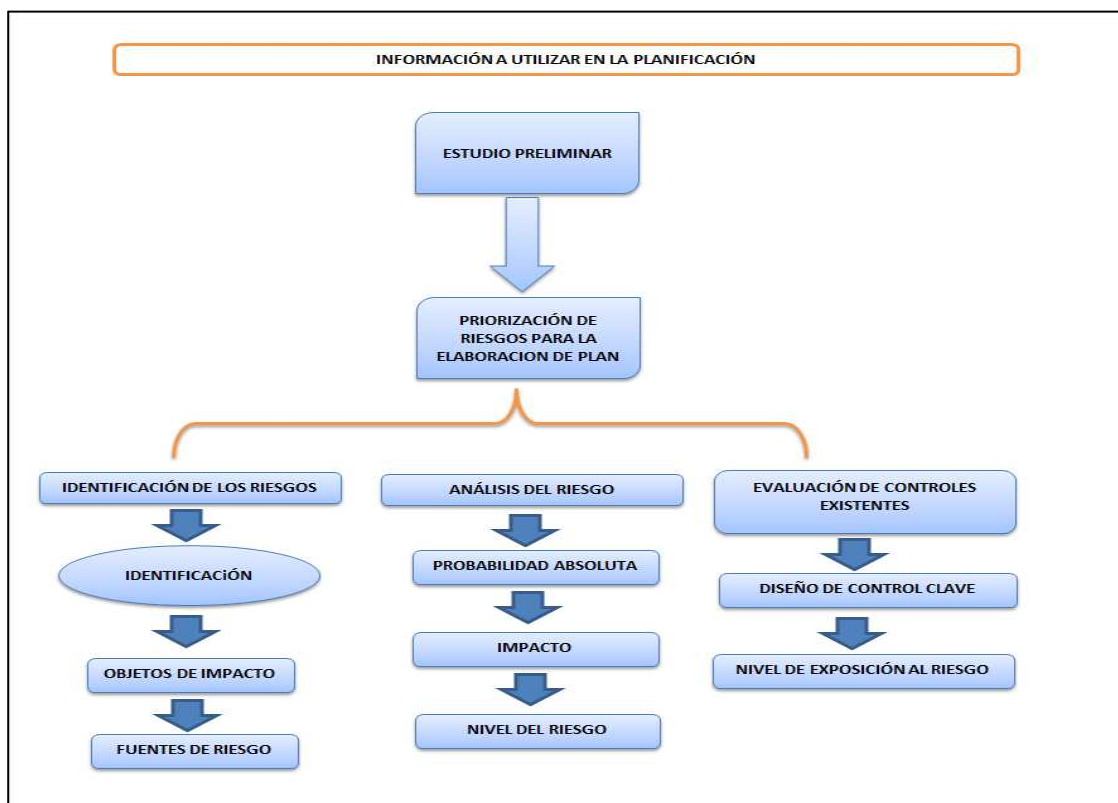 INFORMACIÓN A UTILIZAR EN LA PLANIFICACIÓN
ESTUDIO PRELIMINAR
PRIORIZACIÓN DE
RIESGOS PARA LA
ELABORACION DE PLAN
IDENTIFICACIÓN DE LOS RIESGOS
IDENTIFICACiÓN
OBJETOS DE IMPACTO
FUENTES DE RIESGO
ANÁLISIS DEL RIESGO
PROBABILIDAD ABSOLUTA
IMPACTO
NIVEL DEL RIESGO
EVALUACIÓN DE CONTROLES
EXISTENTES
DISEÑO DE CONTROL CLAVE
NIVEL DE EXPOSICIÓN AL RIESGO